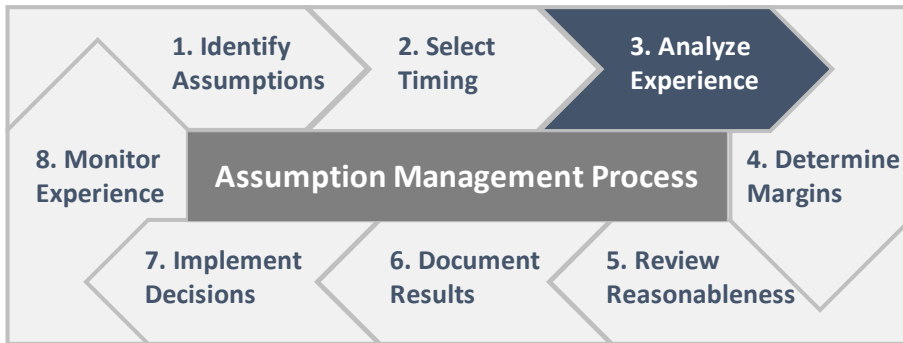 1. Identify
Assumptions
2. Select
Timing
3. Analyze
Experience
4. Determine
Margins
5. Review
Reasonableness
6. Document
Results
7. Implement
Decisions
8. Monitor
Experience
Assumption Management Process